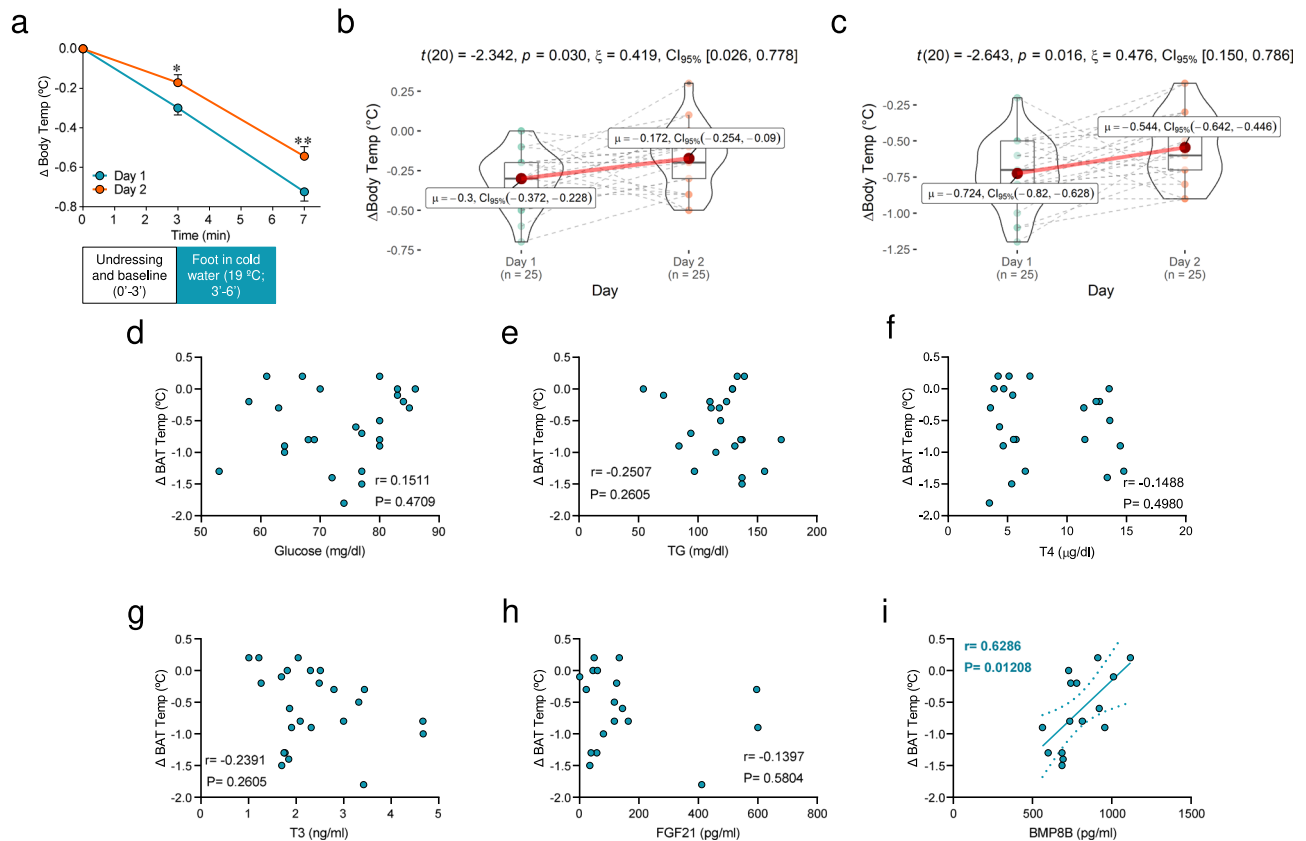 a
0.0
-0.2
-0.4
-0.6
-0.8
Δ Body Temp (ºC)
*
**
Day 1
Day 2
0 1 2 3 4 5 6 7
Time (min)
Undressing
and baseline
(0’-3’)
Foot in cold
water (19 ºC;
3’-6’)
b
t(20) = -2.342, p = 0.030, ξ = 0.419, CI95% [0.026, 0.778]
0.25
0.00
-0.25
-0.50
-0.75
ΔBody Temp (°C)
μ = −0.172, CI95%(−0.254, −0.09)
μ = −0.3, CI95%(−0.372, −0.228)
Day 1
(n = 25)
Day 2
(n = 25)
Day
c
t(20) = -2.643, p = 0.016, ξ = 0.476, CI95% [0.150, 0.786]
-0.25
-0.50
-0.75
-1.00
-1.25
ΔBody Temp (°C)
μ = −0.544, CI95%(−0.642, −0.446)
μ = −0.724, CI95%(−0.82, −0.628)
Day 1
(n = 25)
Day 2
(n = 25)
Day
d
0.5
0.0
-0.5
-1.0
-1.5
-2.0
Δ BAT Temp (ºC)
r= 0.1511
P= 0.4709
50 60 70 80 90
Glucose (mg/dl)
e
0.5
0.0
-0.5
-1.0
-1.5
-2.0
Δ BAT Temp (ºC)
r= -0.2507
P= 0.2605
0 50 100 150 200
TG (mg/dl)
f
0.5
0.0
-0.5
-1.0
-1.5
-2.0
Δ BAT Temp (ºC)
r= -0.1488
P= 0.4980
0 5 10 15 20
T4 (μg/dl)
g
0.5
0.0
-0.5
-1.0
-1.5
-2.0
Δ BAT Temp (ºC)
r= -0.2391
P= 0.2605
0 1 2 3 4 5
T3 (ng/ml)
h
0.5
0.0
-0.5
-1.0
-1.5
-2.0
Δ BAT Temp (ºC)
r= -0.1397
P= 0.5804
0 200 400 600 800
FGF21 (pg/ml)
i
0.5
0.0
-0.5
-1.0
-1.5
-2.0
Δ BAT Temp (ºC)
r= 0.6286
P= 0.01208
0 500 1000 1500
BMP8B (pg/ml)